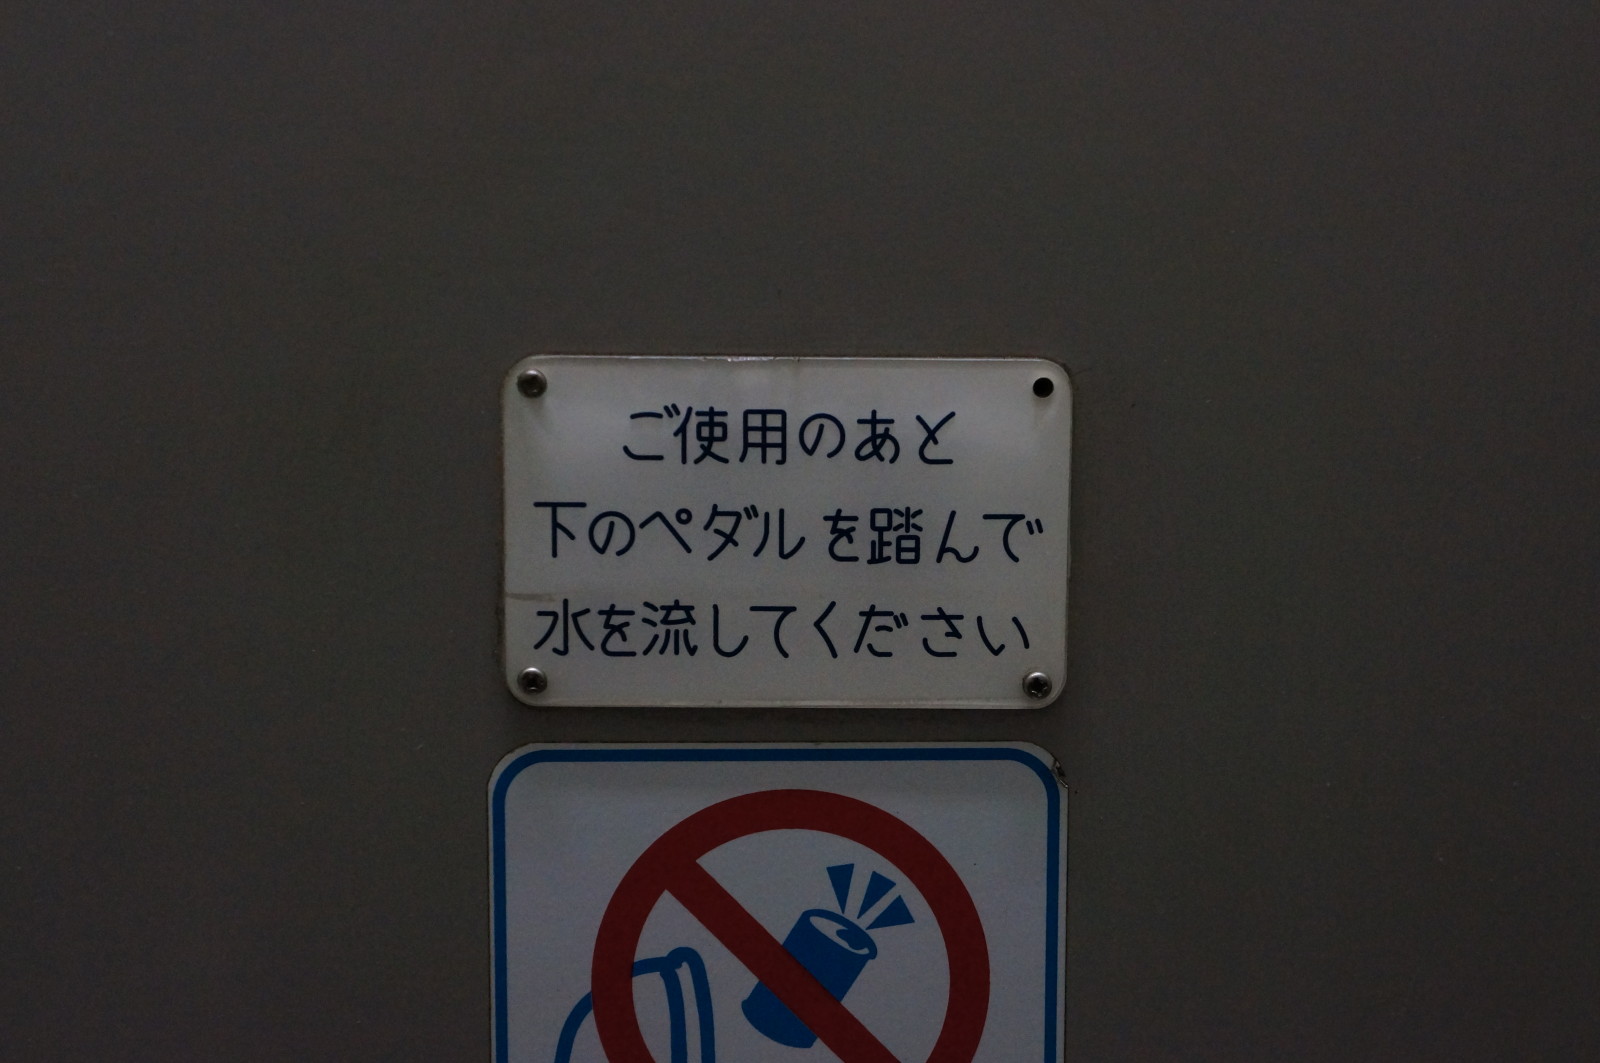 ご使用のあと
下のペダルを踏んで
水を流してください